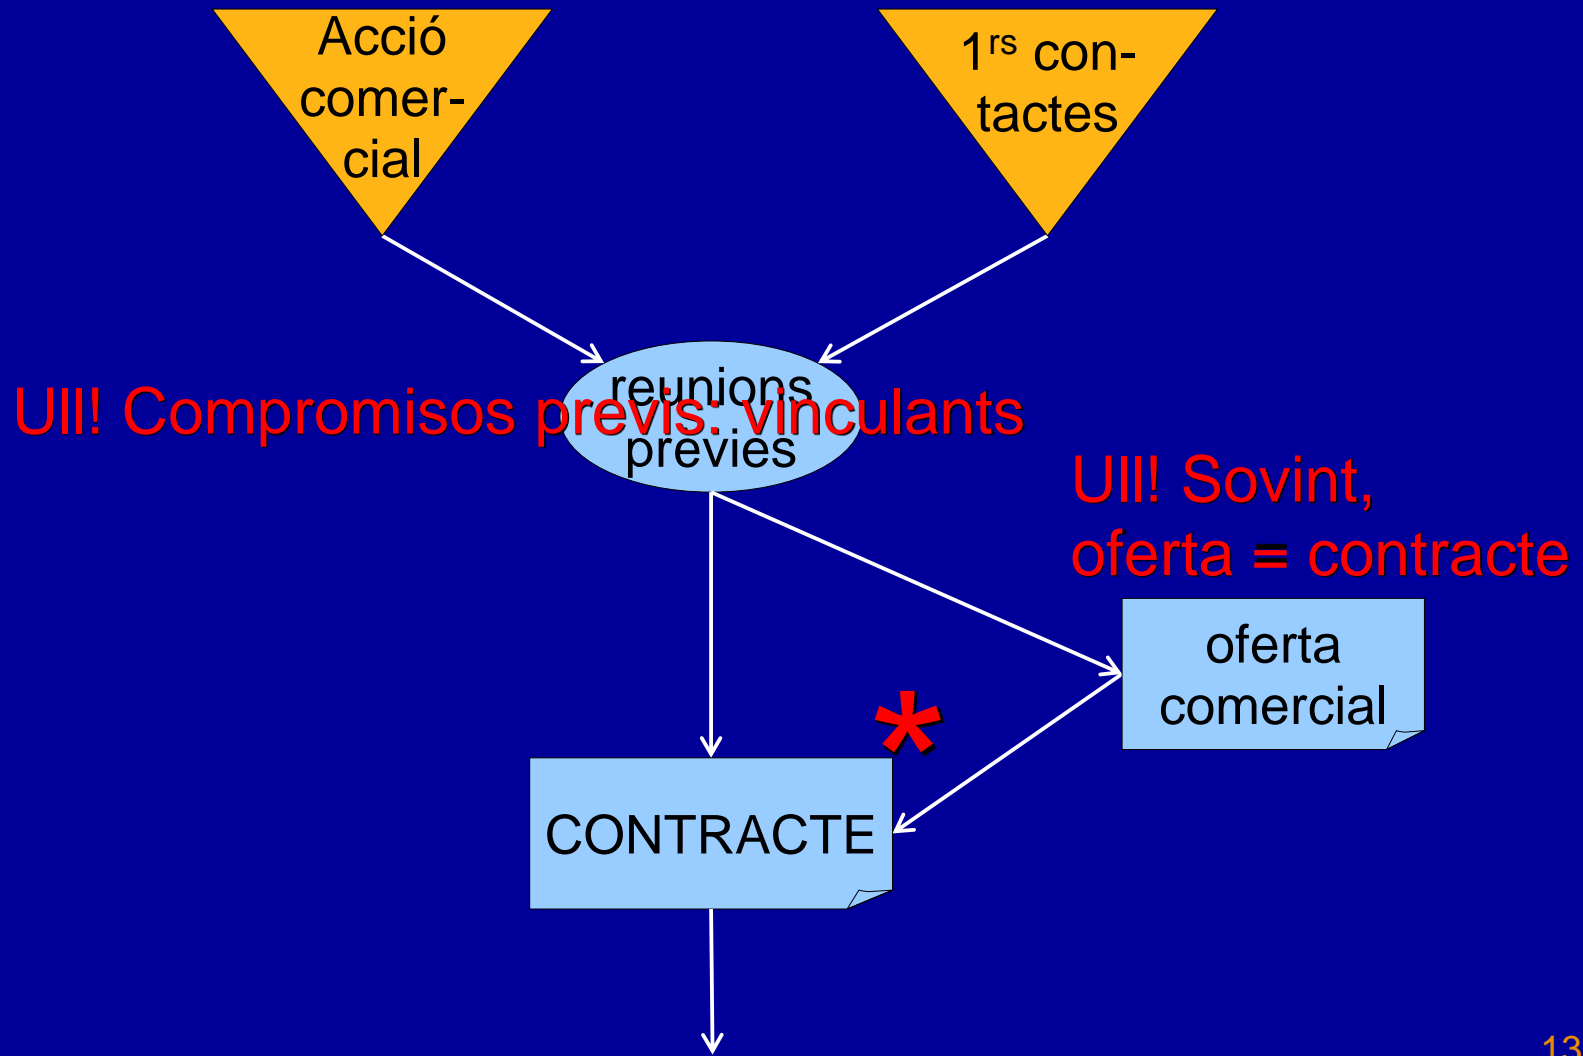 Acció
comer-
cial
1rs con-
tactes
reunions
prèvies
Ull! Compromisos previs: vinculants
Ull! Sovint,
oferta = contracte
oferta
comercial
*
CONTRACTE
13